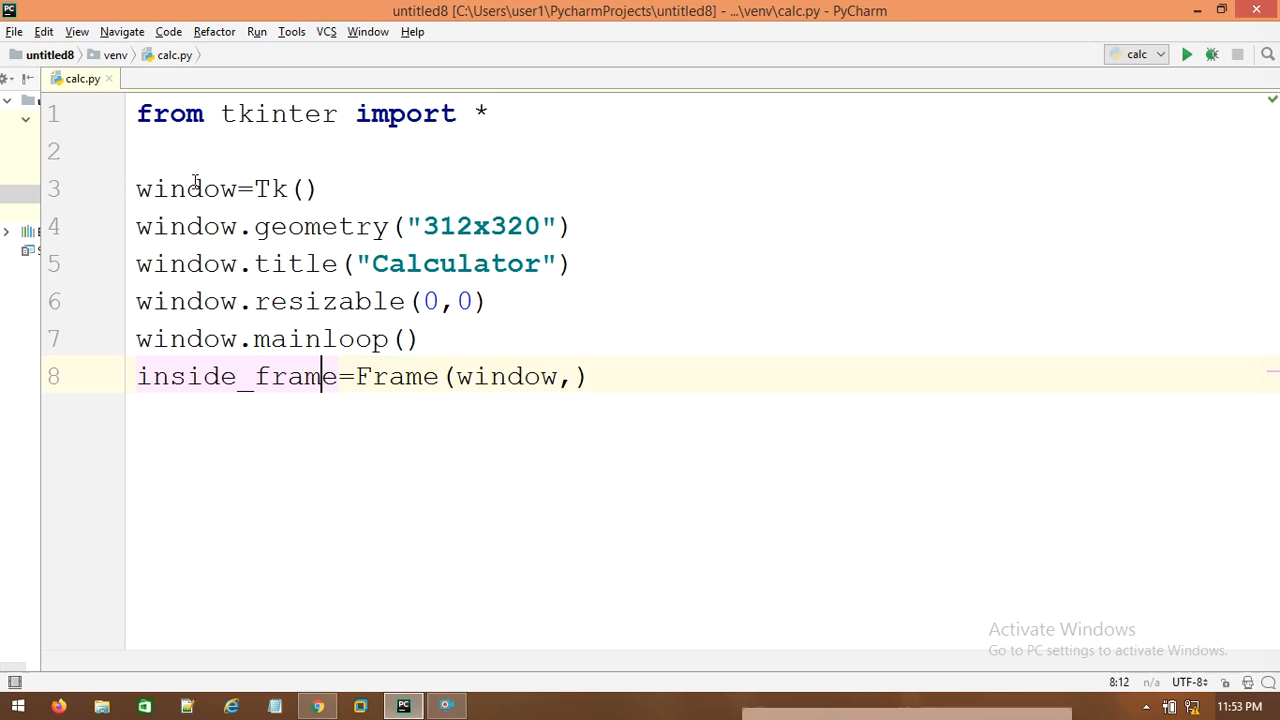 untitled8 [C:\Users\user1\PycharmProjects\untitled8] - ...\venv\calc.py - PyCharm
File Edit View Navigate Code Refactor Run Tools VCS Window Help
untitled8 venv calc.py calc
calc.py
1 from tkinter import *
2
3 window=Tk()
4 window.geometry("312x320")
5 window.title("Calculator")
6 window.resizable(0,0)
7 window.mainloop()
8 inside_frame=Frame(window,)
Activate Windows
Go to PC settings to activate Windows.
8:12 n/a UTF-8
11:53 PM